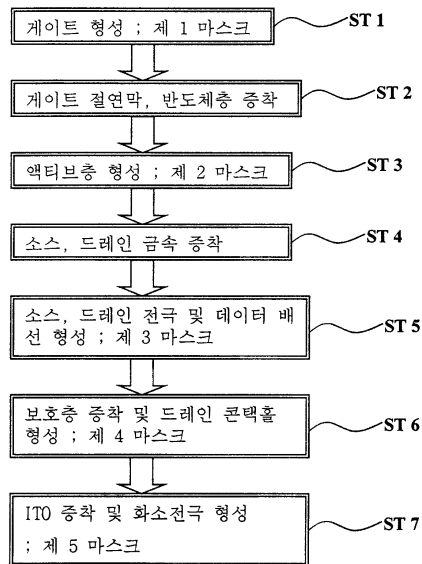 게이트 형성 ; 제 1 마스크
ST 1
게이트 절연막, 반도체층 증착
ST 2
액티브층 형성 ; 제 2 마스크
ST 3
소스, 드레인 금속 증착
ST 4
소스, 드레인 전극 및 데이터 배
선 형성 ; 제 3 마스크
ST 5
보호층 증착 및 드레인 콘택홀
형성 ; 제 4 마스크
ST 6
ITO 증착 및 화소전극 형성
; 제 5 마스크
ST 7